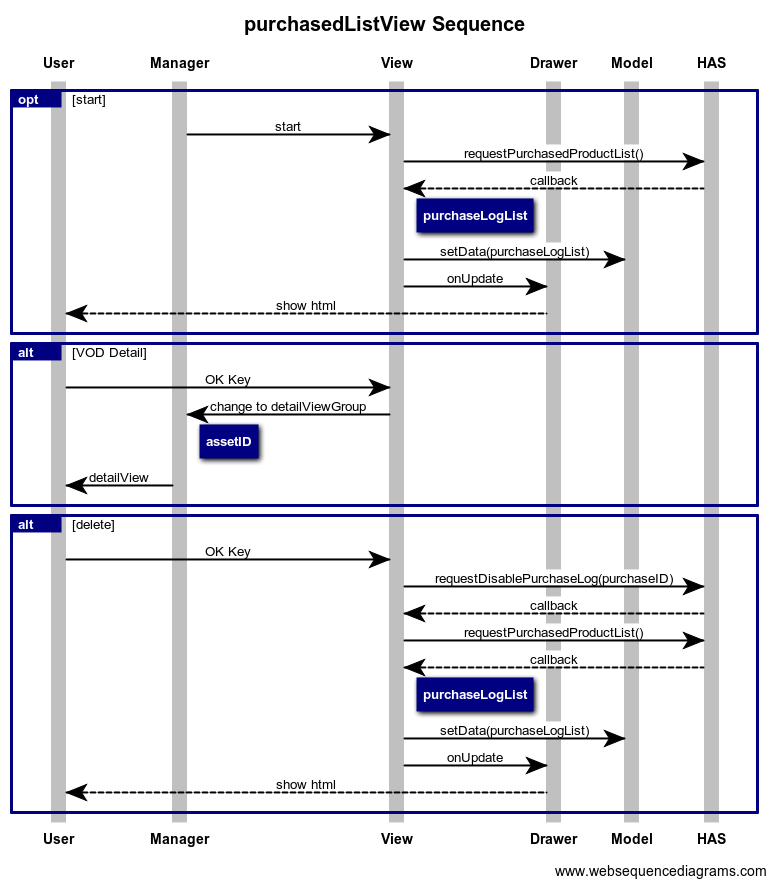 purchasedListView Sequence
User Manager View Drawer Model HAS
opt [start]
start
requestPurchasedProductList()
callback
purchaseLogList
setData(purchaseLogList)
onUpdate
show html
alt [VOD Detail]
OK Key
change to detailViewGroup
assetID
detailView
alt [delete]
OK Key
requestDisablePurchaseLog(purchaseID)
callback
requestPurchasedProductList()
callback
purchaseLogList
setData(purchaseLogList)
onUpdate
show html
User Manager View Drawer Model HAS
www.websequencediagrams.com